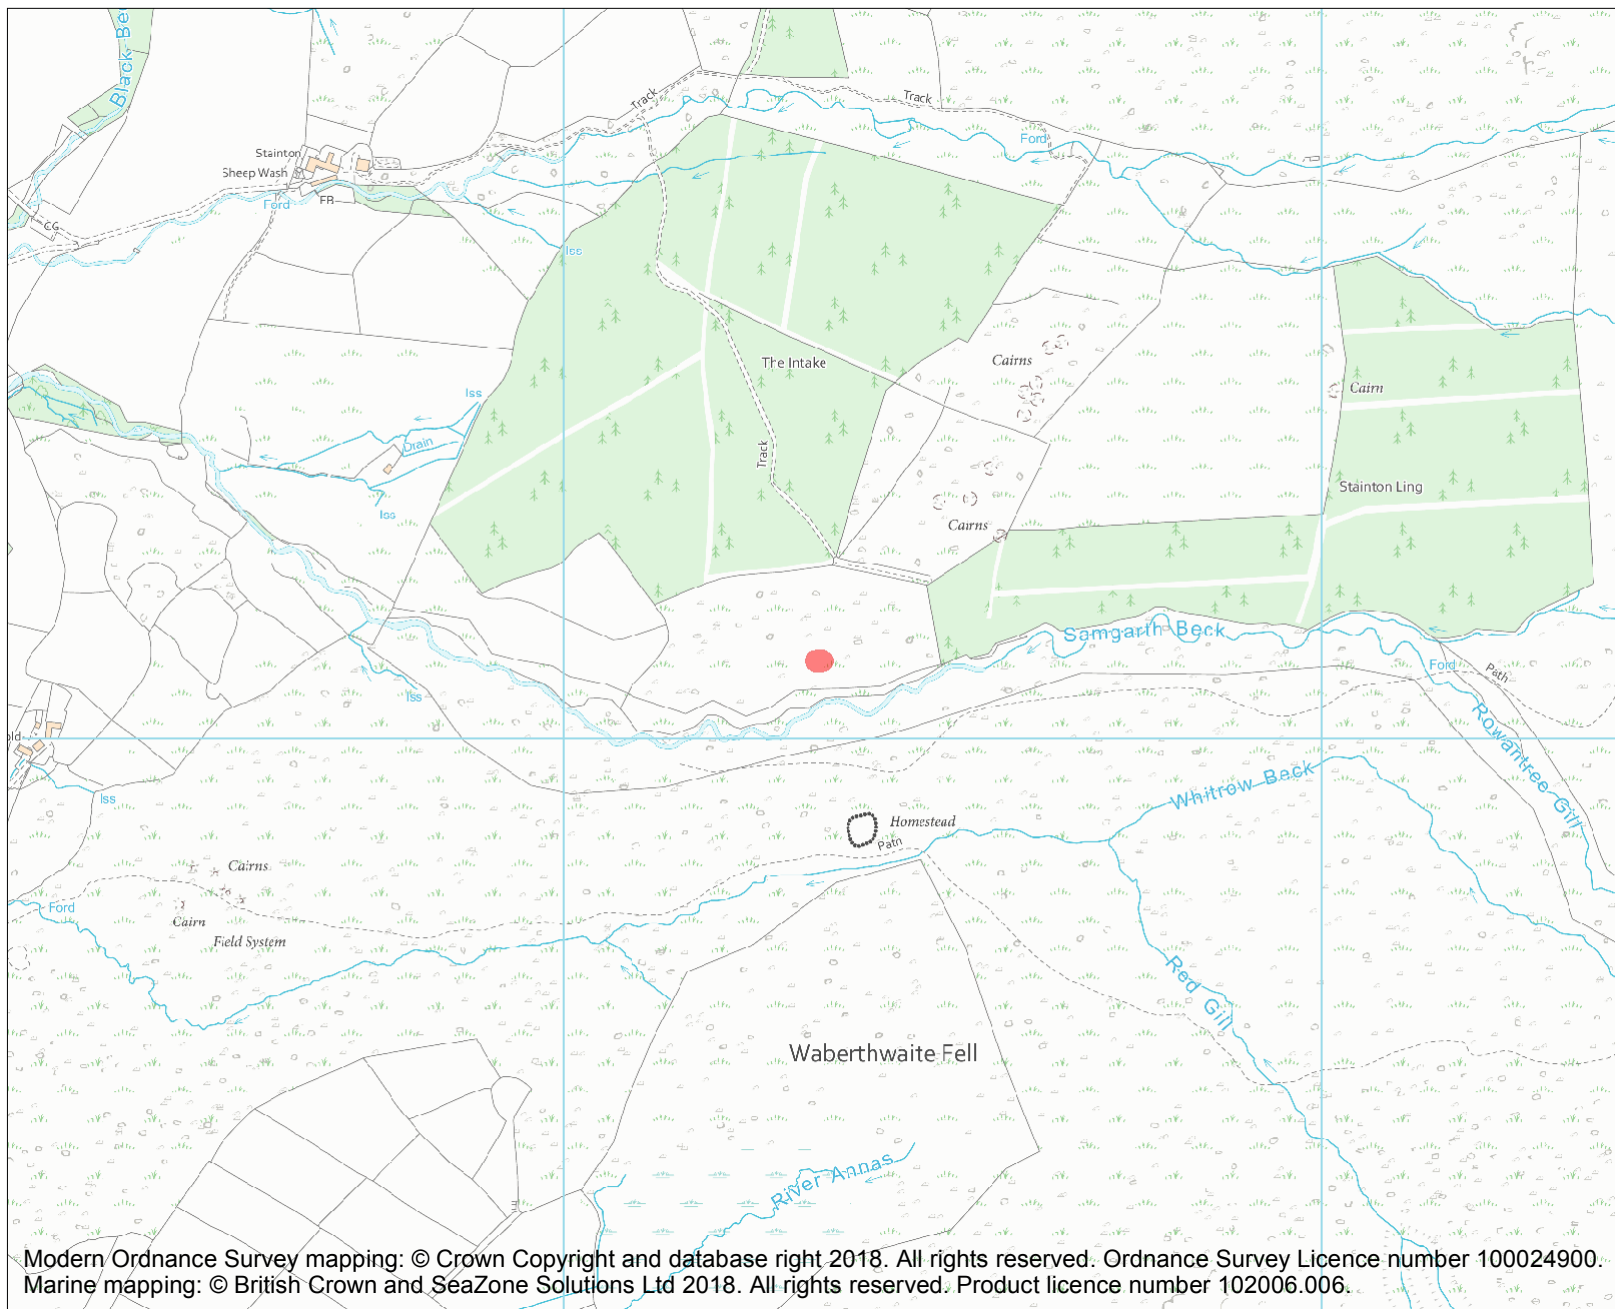 Black Be
Track
Track
Ford
Stainton
Sheep Wash
Ford
FB
CG
Iss
The Intake
Cairns
Cairn
Iss
Drain
Track
Stainton Ling
Iss
Cairns
Samgarth Beck
Ford
Path
Iss
Rowantree Gill
old
Whitrow Beck
Iss
Homestead
Path
Cairns
Ford
Cairn
Field System
Red Gill
Waberthwaite Fell
River Annas
Modern Ordnance Survey mapping: © Crown Copyright and database right 2018. All rights reserved. Ordnance Survey Licence number 100024900.
Marine mapping: © British Crown and SeaZone Solutions Ltd 2018. All rights reserved. Product licence number 102006.006.